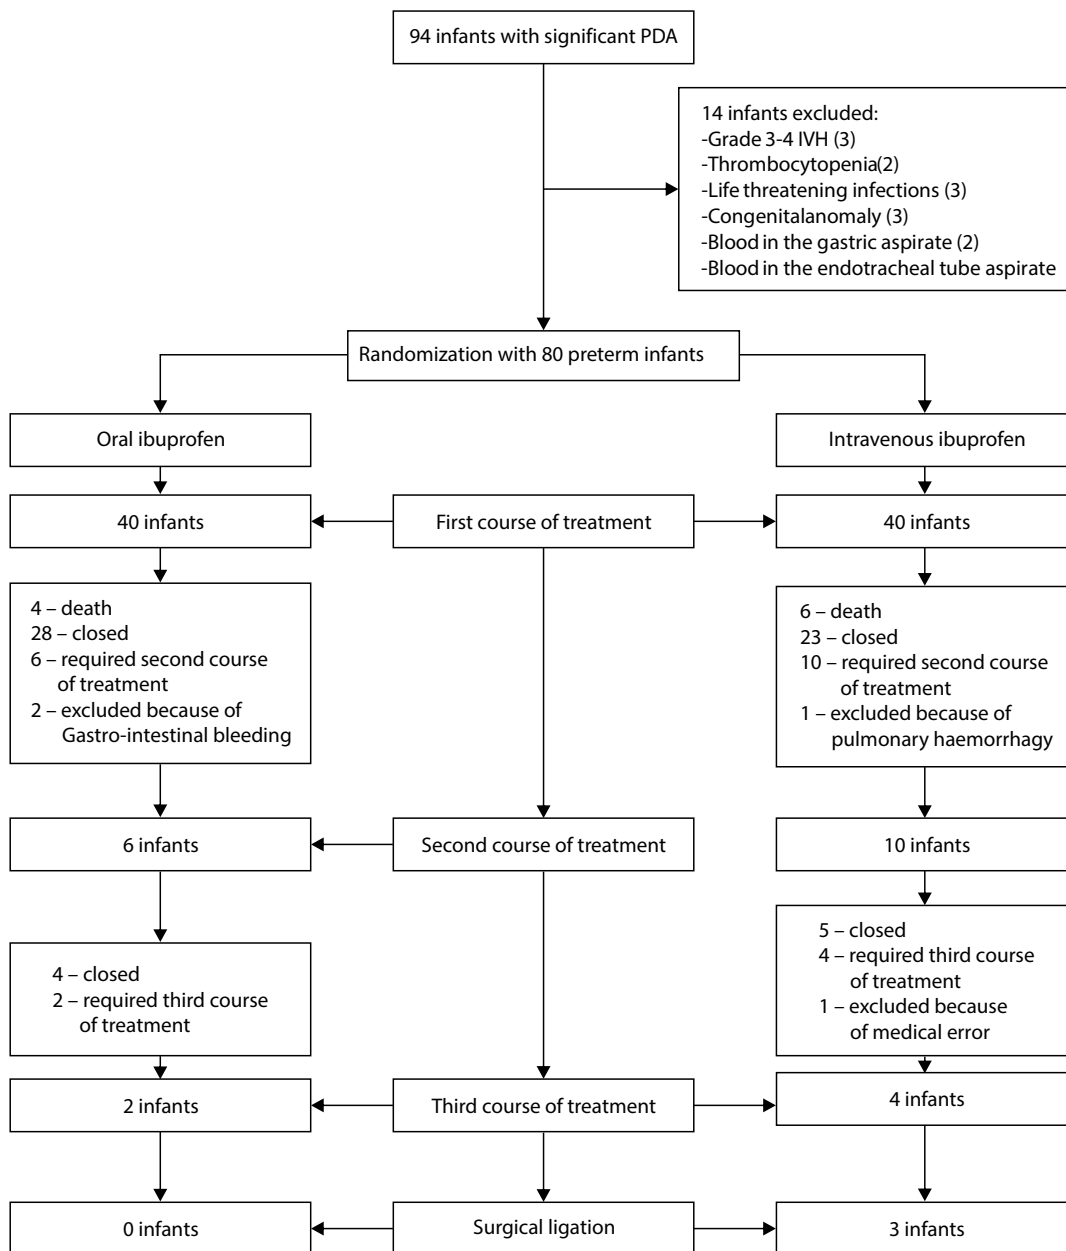 94 infants with significant PDA
14 infants excluded:
-Grade 3-4 IVH (3)
-Thrombocytopenia(2)
-Life threatening infections (3)
-Congenitalanomaly (3)
-Blood in the gastric aspirate (2)
-Blood in the endotracheal tube aspirate
Randomization with 80 preterm infants
Oral ibuprofen
Intravenous ibuprofen
40 infants
First course of treatment
40 infants
4 – death
28 – closed
6 – required second course
of treatment
2 – excluded because of
Gastro-intestinal bleeding
6 – death
23 – closed
10 – required second course
of treatment
1 – excluded because of
pulmonary haemorrhagy
6 infants
Second course of treatment
10 infants
4 – closed
2 – required third course
of treatment
5 – closed
4 – required third course
of treatment
1 – excluded because
of medical error
2 infants
Third course of treatment
4 infants
0 infants
Surgical ligation
3 infants